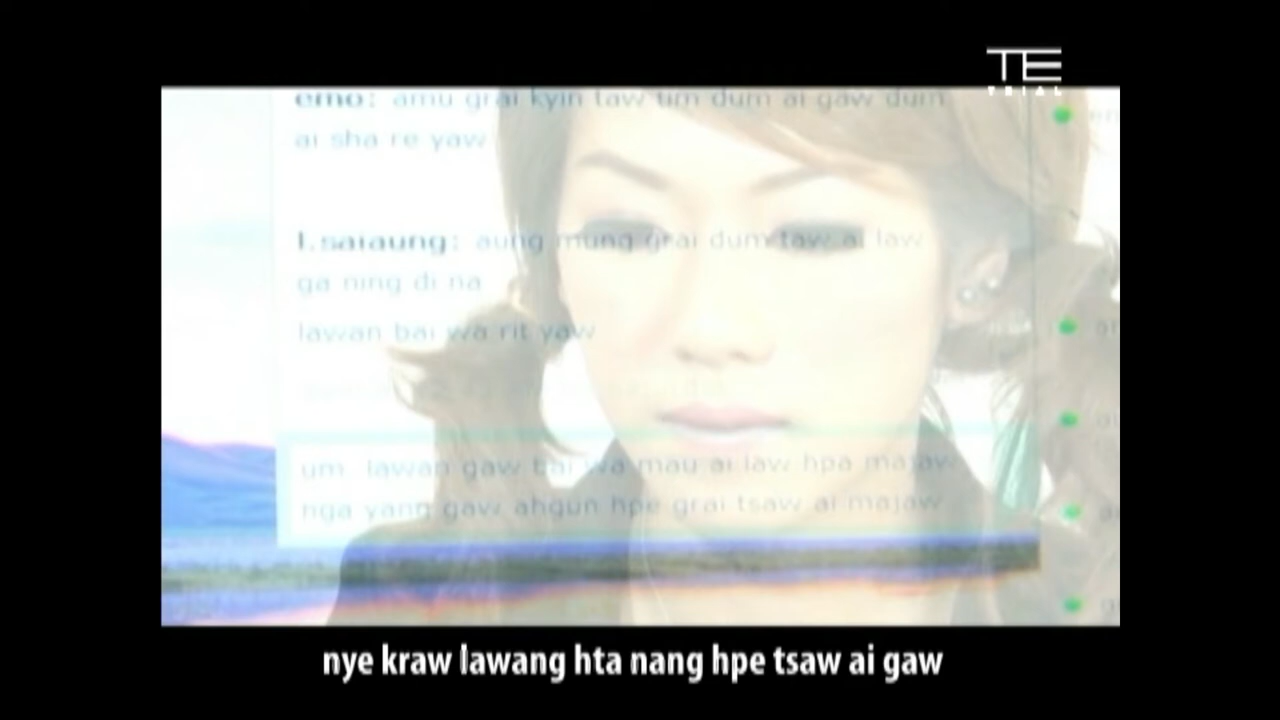 TE
TRIAL
emo: amu grai kyin taw tim dum ai gaw dum
ai sha re yaw
l.saiaung: aung mung grai dum taw ai law
ga ning di na
lawan bai wa rit yaw
um. lawan gaw bai wa mau ai law hpa majaw
nga yang gaw ahgun hpe grai tsaw ai majaw
nye kraw lawang hta nang hpe tsaw ai gaw